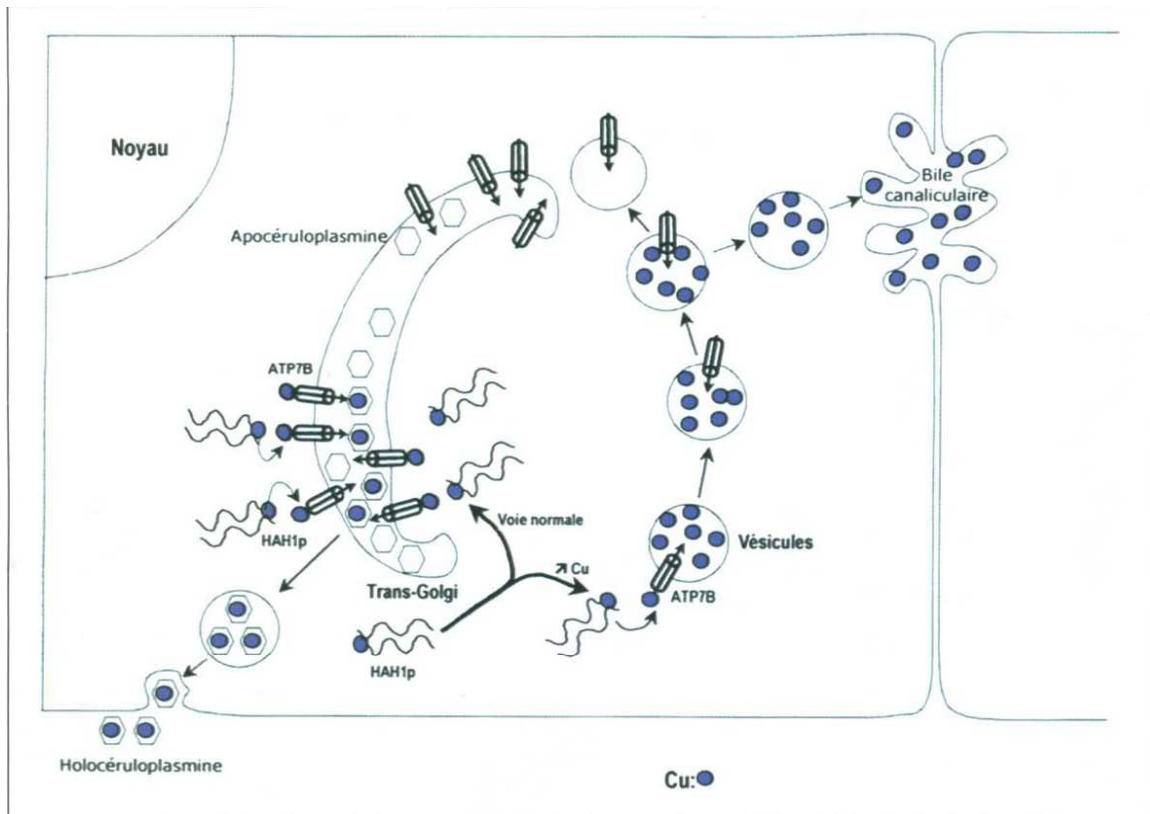 Noyau
Bile
canaliculaire
Apocéruloplasmine
ATP7B
Voie normale
HAH1p
Vésicules
↗ Cu
Trans-Golgi
ATP7B
HAH1p
Holocéruloplasmine
Cu: